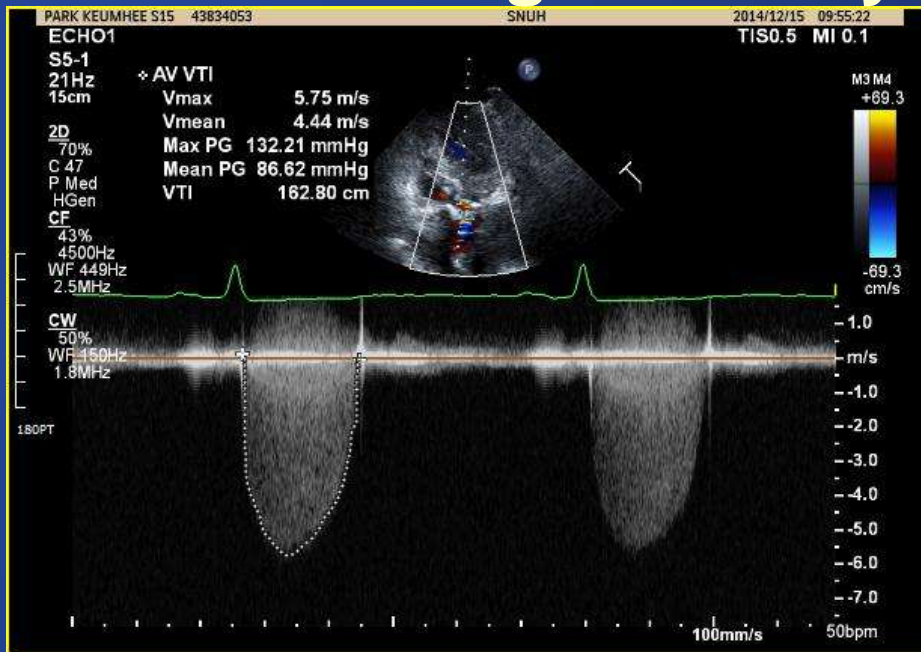 PARK KEUMHEE S15 43834053 SNUH 2014/12/15 09:55:22
ECHO1 TIS0.5 MI 0.1
S5-1
21Hz
15cm
2D
70%
C 47
P Med
HGen
CF
43%
4500Hz
WF 449Hz
2.5MHz
CW
50%
WF 150Hz
1.8MHz
180PT
AV VTI
Vmax 5.75 m/s
Vmean 4.44 m/s
Max PG 132.21 mmHg
Mean PG 86.62 mmHg
VTI 162.80 cm
P
M3 M4
+69.3
-69.3
cm/s
1.0
m/s
-1.0
-2.0
-3.0
-4.0
-5.0
-6.0
-7.0
100mm/s 50bpm